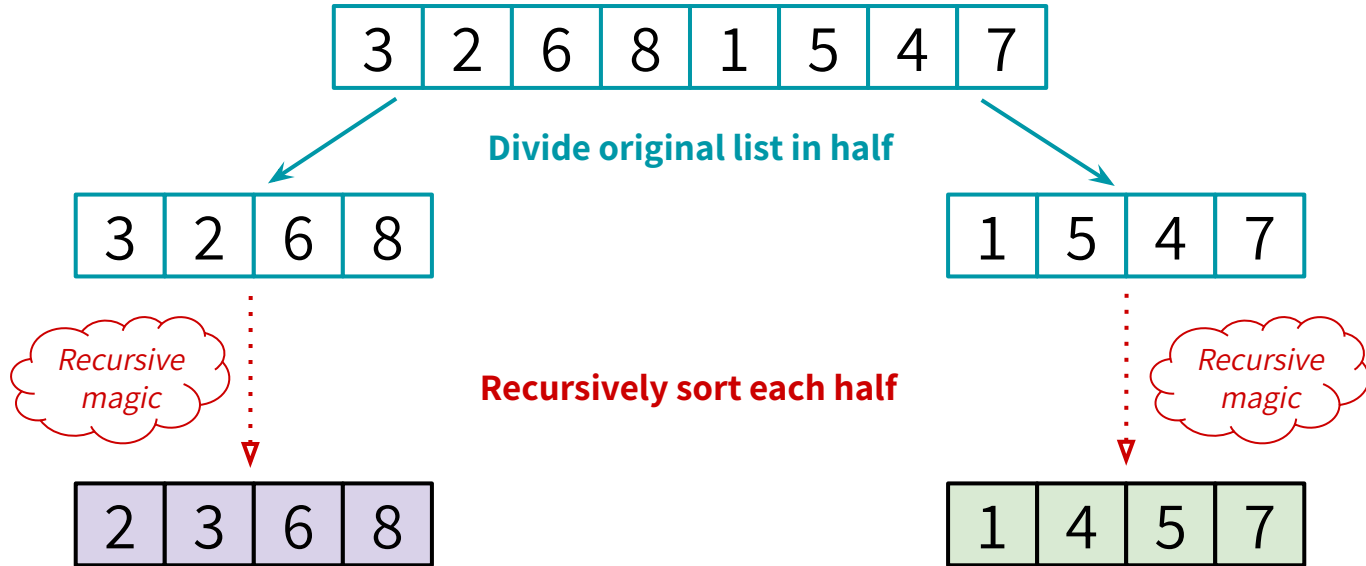 3 2 6 8 1 5 4 7
Divide original list in half
3 2 6 8
1 5 4 7
Recursive
magic
Recursively sort each half
Recursive
magic
2 3 6 8
1 4 5 7